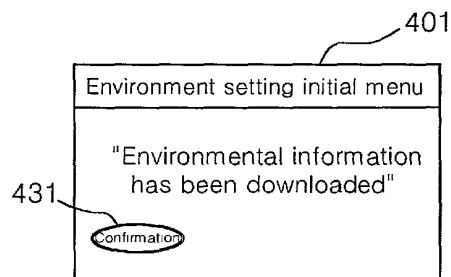 401
Environment setting initial menu
"Environmental information
has been downloaded"
431
Confirmation